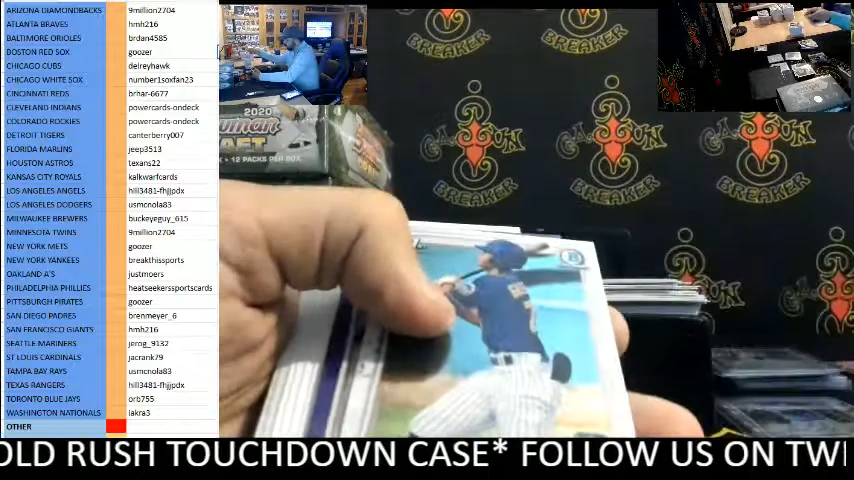 ARIZONA DIAMONDBACKS 9million2704
ATLANTA BRAVES hmh216
BALTIMORE ORIOLES brdan4585
BOSTON RED SOX goozer
CHICAGO CUBS delreyhawk
CHICAGO WHITE SOX number1soxfan23
CINCINNATI REDS brhar-6677
CLEVELAND INDIANS powercards-ondeck
COLORADO ROCKIES powercards-ondeck
DETROIT TIGERS canterbery007
FLORIDA MARLINS jeep3513
HOUSTON ASTROS texans22
KANSAS CITY ROYALS kalkwarfcards
LOS ANGELES ANGELS hill3481-fhjjpdx
LOS ANGELES DODGERS usmcnola83
MILWAUKEE BREWERS buckeyeguy_615
MINNESOTA TWINS 9million2704
NEW YORK METS goozer
NEW YORK YANKEES breakthissports
OAKLAND A'S justmoers
PHILADELPHIA PHILLIES heatseekerssportscards
PITTSBURGH PIRATES goozer
SAN DIEGO PADRES brenmeyer_6
SAN FRANCISCO GIANTS hmh216
SEATTLE MARINERS jerog_9132
ST LOUIS CARDINALS jacrank79
TAMPA BAY RAYS usmcnola83
TEXAS RANGERS hill3481-fhjjpdx
TORONTO BLUE JAYS orb755
WASHINGTON NATIONALS iakra3
OTHER
2020
12 PACKS PER BOX
BREAKER
BREAKER
BREAKER
BREAKER
BREAKER
OLD RUSH TOUCHDOWN CASE* FOLLOW US ON TWI